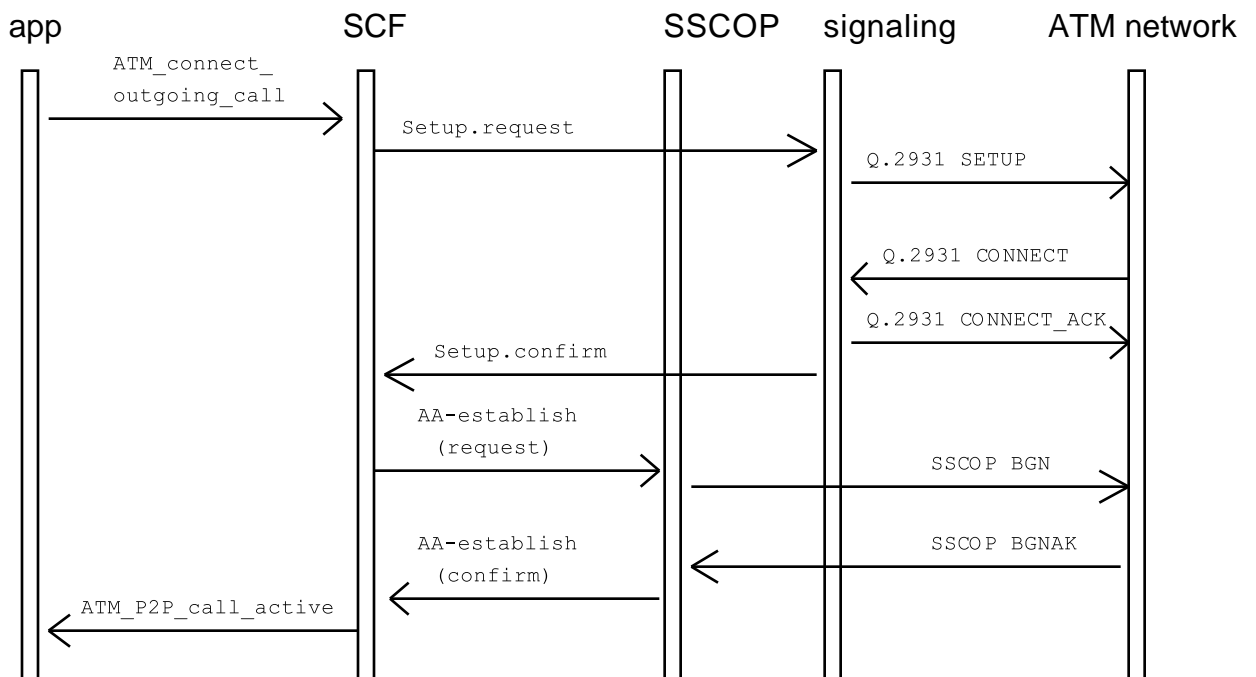 app SCF SSCOP signaling ATM network
ATM_connect_
outgoing_call
Setup.request
Q.2931 SETUP
Q.2931 CONNECT
Q.2931 CONNECT_ACK
Setup.confirm
AA-establish
(request)
SSCOP BGN
AA-establish
(confirm)
SSCOP BGNAK
ATM_P2P_call_active